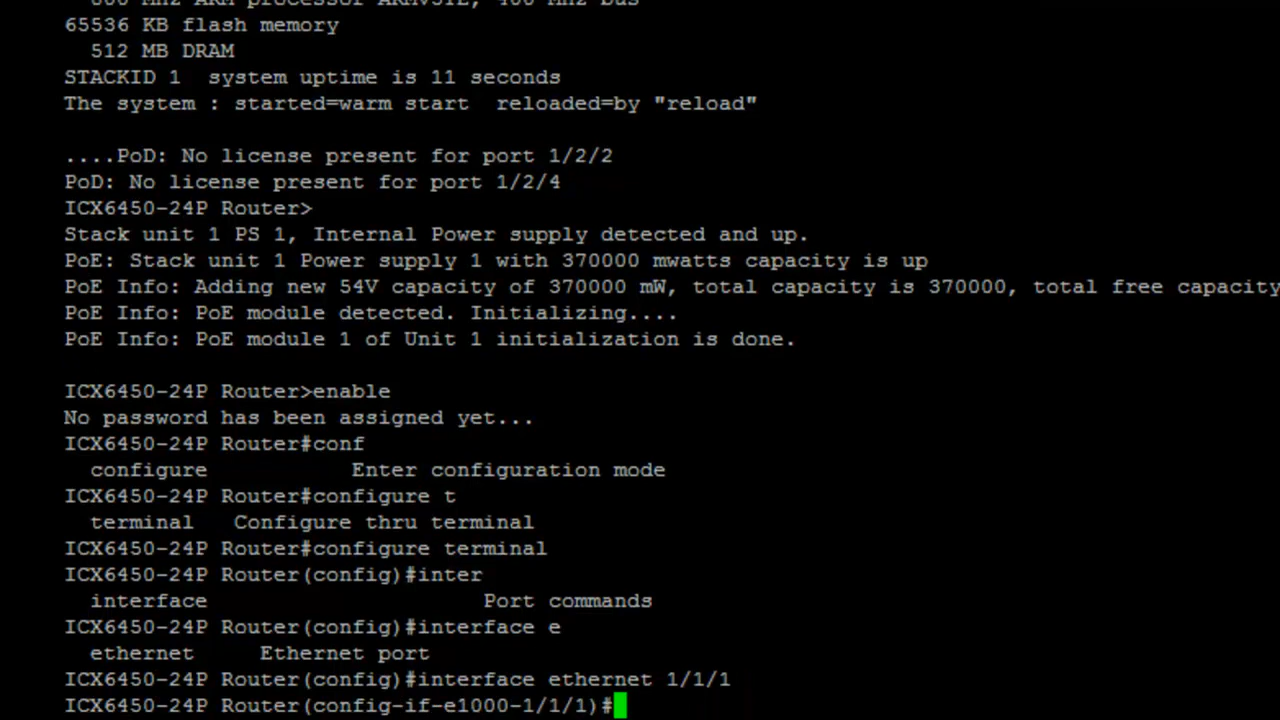 800 MHz ARM processor ARMv5TE, 400 MHz bus
65536 KB flash memory
512 MB DRAM
STACKID 1  system uptime is 11 seconds
The system : started=warm start  reloaded=by "reload"
....PoD: No license present for port 1/2/2
PoD: No license present for port 1/2/4
ICX6450-24P Router>
Stack unit 1 PS 1, Internal Power supply detected and up.
PoE: Stack unit 1 Power supply 1 with 370000 mwatts capacity is up
PoE Info: Adding new 54V capacity of 370000 mW, total capacity is 370000, total free capacity
PoE Info: PoE module detected. Initializing....
PoE Info: PoE module 1 of Unit 1 initialization is done.
ICX6450-24P Router>enable
No password has been assigned yet...
ICX6450-24P Router#conf
configure           Enter configuration mode
ICX6450-24P Router#configure t
terminal   Configure thru terminal
ICX6450-24P Router#configure terminal
ICX6450-24P Router(config)#inter
interface                     Port commands
ICX6450-24P Router(config)#interface e
ethernet     Ethernet port
ICX6450-24P Router(config)#interface ethernet 1/1/1
ICX6450-24P Router(config-if-e1000-1/1/1)#